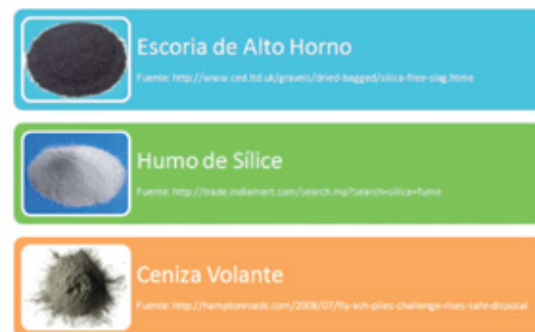 Escoria de Alto Horno
Fuente: http://www.ced.ltd.uk/gravels/dried-bagged/silica-free-slag.htme
Humo de Sílice
Fuente: http://trade.indiamart.com/search.mp?search=silica+fume
Ceniza Volante
Fuente: http://hamptonroads.com/2008/07/fly-ash-piles-challenge-rises-safe-disposal